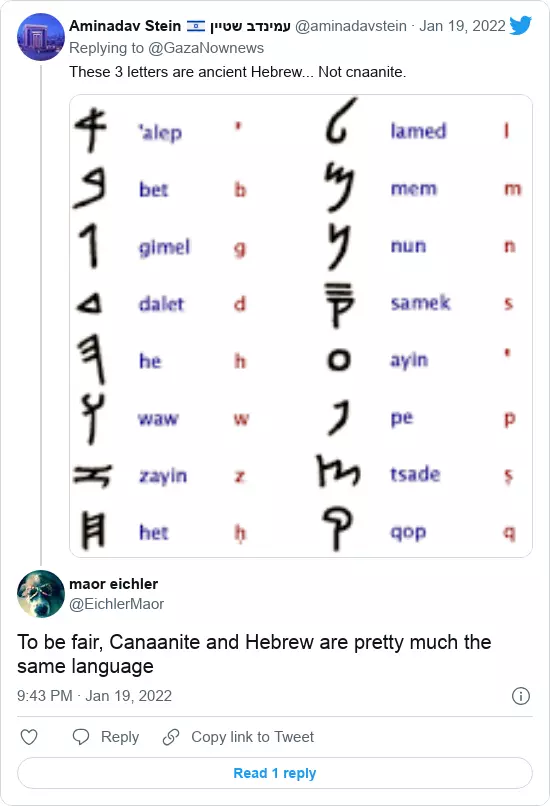 Aminadav Stein 🇮🇱 עמינדב שטיין @aminadavstein · Jan 19, 2022
Replying to @GazaNownews
These 3 letters are ancient Hebrew... Not cnaanite.
𐤀 'alep ' 𐤋 lamed l
𐤁 bet b 𐤌 mem m
𐤂 gimel g 𐤍 nun n
𐤃 dalet d 𐤎 samek s
𐤄 he h 𐤏 ayin '
𐤅 waw w 𐤐 pe p
𐤆 zayin z 𐤑 tsade ṣ
𐤇 het ḥ 𐤒 qop q
maor eichler
@EichlerMaor
To be fair, Canaanite and Hebrew are pretty much the
same language
9:43 PM · Jan 19, 2022
Reply Copy link to Tweet
Read 1 reply